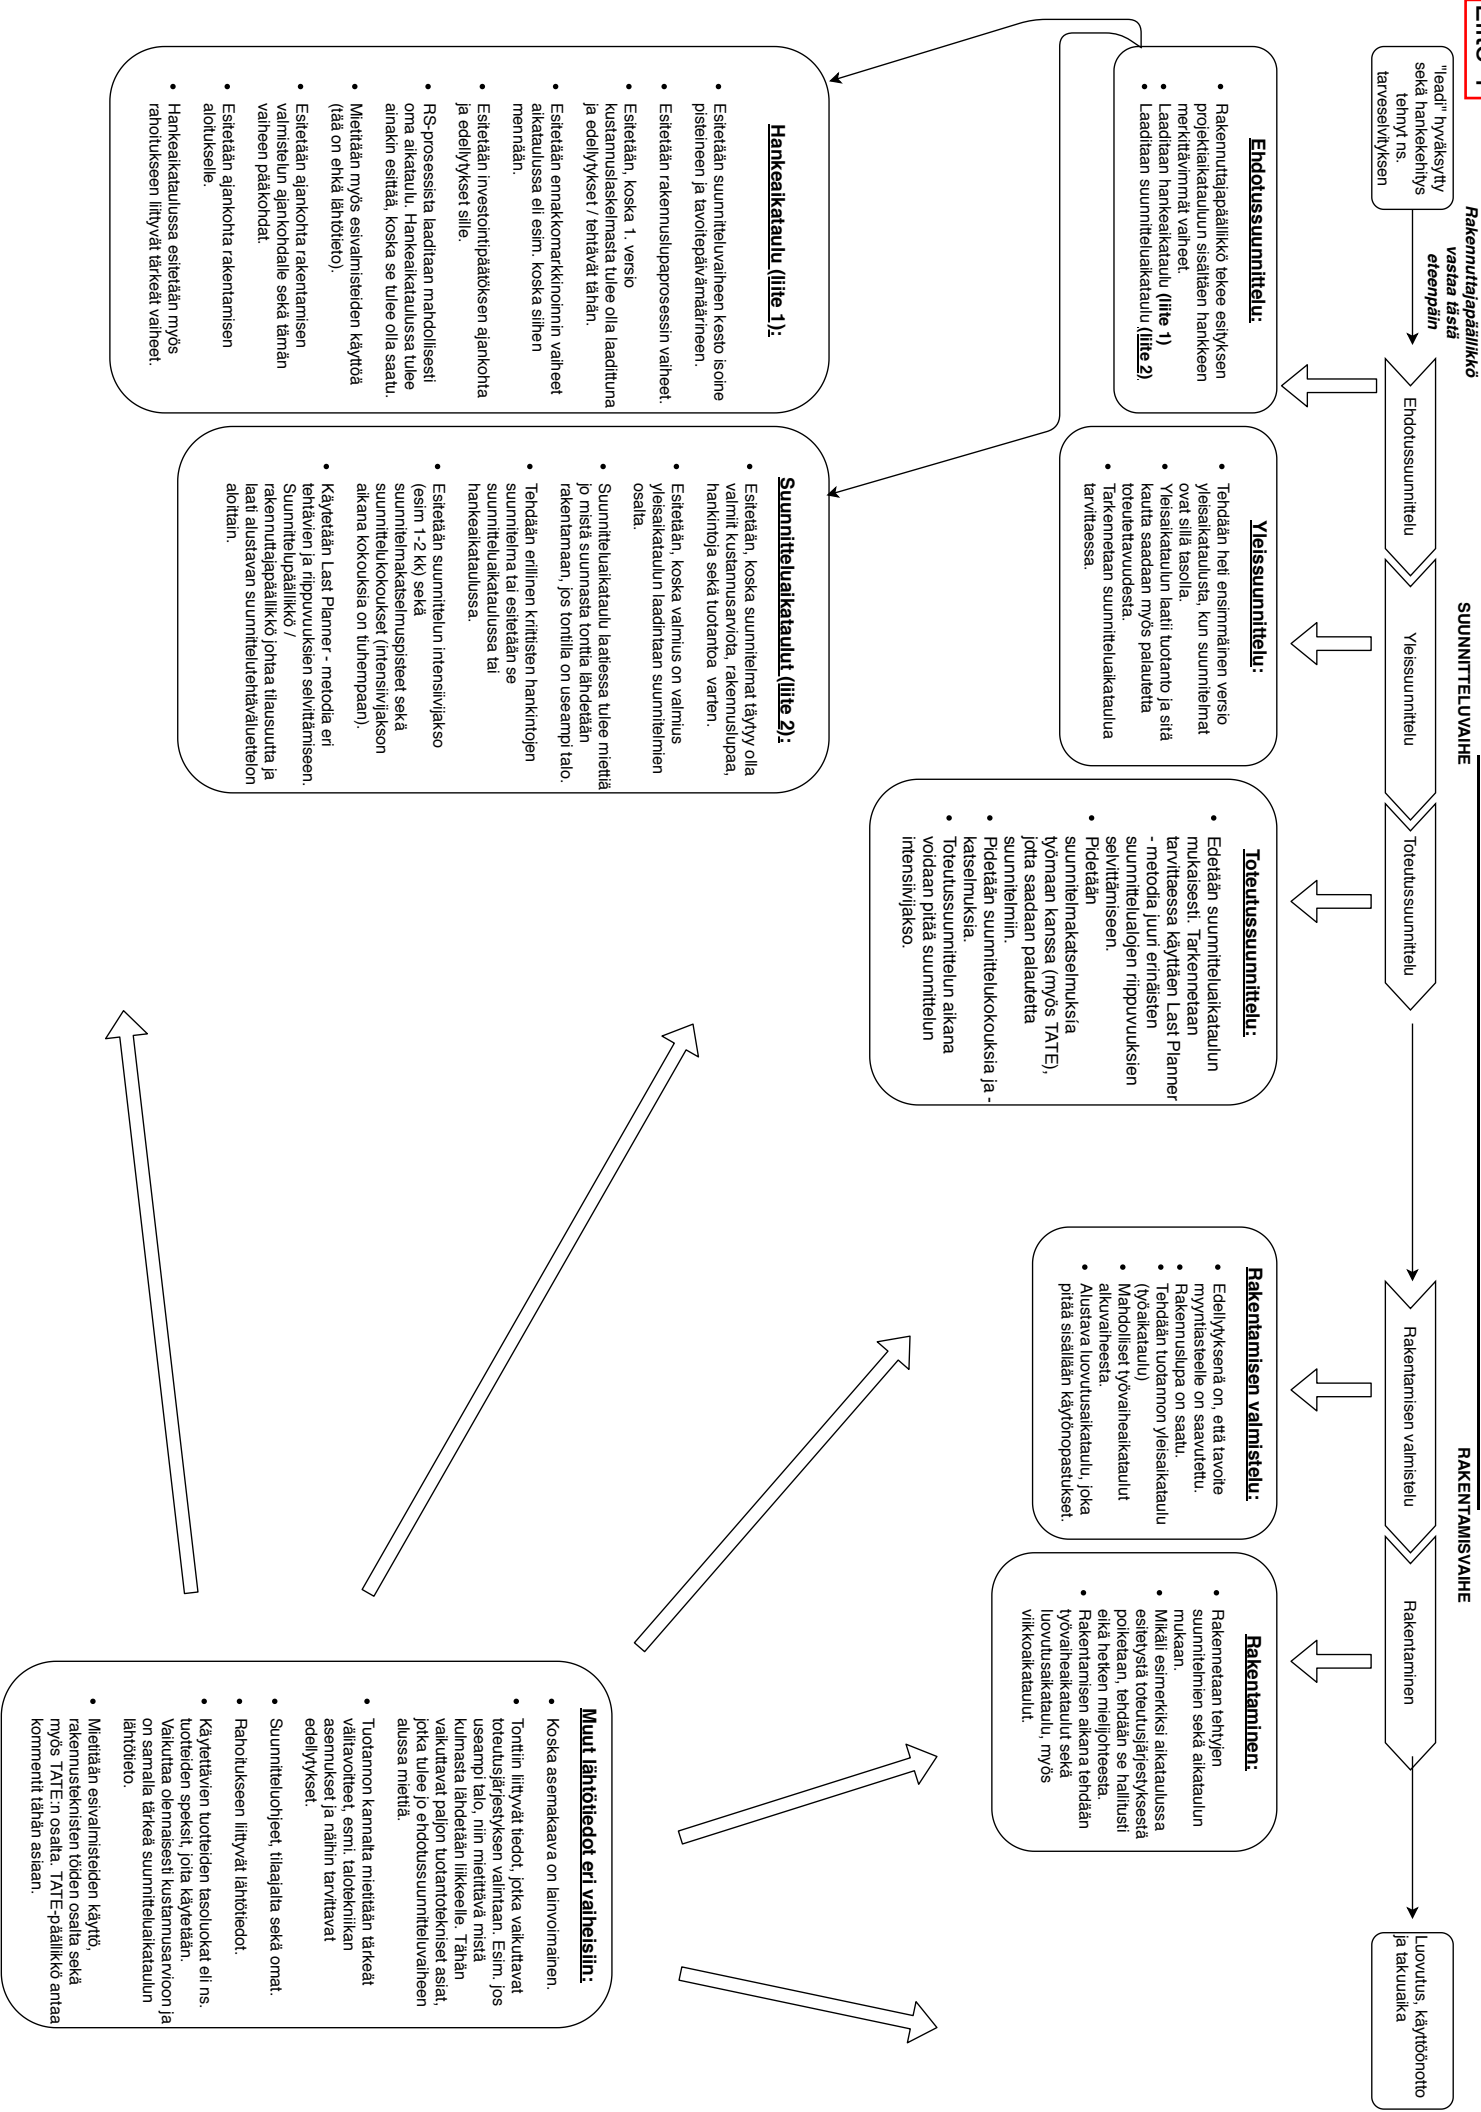 "leadi" hyväksytty
sekä hankekehitys
tehnyt ns.
tarveselvityksen
Rakennuttajapäällikkö
vastaa tästä
eteenpäin
SUUNNITTELUVAIHE
RAKENTAMISVAIHE
Ehdotussuunnittelu
Yleissuunnittelu
Toteutussuunnittelu
Rakentamisen valmistelu
Rakentaminen
Luovutus, käyttöönotto
ja takuuaika
Ehdotussuunnittelu:
• Rakennuttajapäällikkö tekee esityksen
projektiaikatauluun sisältäen hankkeen
merkittävimmät vaiheet.
• Laaditaan hankeaikataulu (liite 1)
• Laaditaan suunnitteluaikataulu (liite 2)
Yleissuunnittelu:
• Tehdään heti ensimmäinen versio
yleisaikataulusta, kun suunnitelmat
ovat sillä tasolla.
• Yleisaikataulun laatii tuotanto ja sitä
kautta saadaan myös palautetta
toteutettavuudesta.
• Tarkennetaan suunnitteluaikataulua
tarvittaessa.
Toteutussuunnittelu:
• Edetään suunnitteluaikataulun
mukaisesti. Tarkennetaan
tarvittaessa käyttäen Last Planner
- metodia juuri erinäisten
suunnittelualojen riippuvuuksien
selvittämiseen.
• Pidetään
suunnitelmakatselmuksia
työmaan kanssa (myös TATE),
jotta saadaan palautetta
suunnitelmiin.
• Pidetään suunnittelukokouksia ja -
katselmuksia.
• Toteutussuunnittelun aikana
voidaan pitää suunnittelun
intensiivijakso.
Rakentamisen valmistelu:
• Edellytyksenä on, että tavoite
myyntiasteelle on saavutettu.
• Rakennuslupa on saatu.
• Tehdään tuotannon yleisaikataulu
(työaikataulu)
• Mahdolliset työvaiheaikataulut
alkuvaiheesta.
• Alustava luovutusaikataulu, joka
pitää sisällään käytönopastukset.
Rakentaminen:
• Rakennetaan tehtyjen
suunnitelmien sekä aikataulun
mukaan.
• Mikäli esimerkiksi aikataulussa
esitetystä toteutusjärjestyksestä
poiketaan, tehdään se hallitusti
eikä hetken mielijohteesta.
• Rakentamisen aikana tehdään
työvaiheaikataulut sekä
luovutusaikataulu, myös
viikkoaikataulut.
Hankeaikataulu (liite 1):
• Esitetään suunnitteluvaiheen kesto isoine
pisteineen ja tavoitepäivämäärineen.
• Esitetään rakennuslupaprosessin vaiheet.
• Esitetään, koska 1. versio
kustannuslaskelmasta tulee olla laadittuna
ja edellytykset / tehtävät tähän.
• Esitetään ennakkomarkkinoinnin vaiheet
aikataulussa eli esim. koska siihen
mennään.
• Esitetään investointipäätöksen ajankohta
ja edellytykset sille.
• RS-prosessista laaditaan mahdollisesti
oma aikataulu. Hankeaikataulussa tulee
ainakin esittää, koska se tulee olla saatu.
• Mietitään myös esivalmisteiden käyttöä
(tää on ehkä lähtötieto).
• Esitetään ajankohta rakentamisen
valmistelun ajankohdalle sekä tämän
vaiheen pääkohdat.
• Esitetään ajankohta rakentamisen
aloitukselle.
• Hankeaikataulussa esitetään myös
rahoitukseen liittyvät tärkeät vaiheet.
Suunnitteluaikataulut (liite 2):
• Esitetään, koska suunnitelmat täytyy olla
valmiit kustannusarviota, rakennuslupaa,
hankintoja sekä tuotantoa varten.
• Esitetään, koska valmius on valmius
yleisaikataulun laadintaan suunnitelmien
osalta.
• Suunnitteluaikataulu laatiessa tulee miettiä
jo mistä suunnasta tonttia lähdetään
rakentamaan, jos tontilla on useampi talo.
• Tehdään erillinen kriittisten hankintojen
suunnitelma tai esitetään se
suunnitteluaikataulussa tai
hankeaikataulussa.
• Esitetään suunnittelun intensiivijakso
(esim 1-2 kk) sekä
suunnitelmakatselmuspisteet sekä
suunnittelukokoukset (intensiivijakson
aikana kokouksia on tiuhempaan).
• Käytetään Last Planner - metodia eri
tehtävien ja riippuvuuksien selvittämiseen.
Suunnittelupäällikkö /
rakennuttajapäällikkö johtaa tilausuutta ja
laati alustavan suunnittelutehtäväluettelon
aloittain.
Muut lähtötiedot eri vaiheisiin:
• Koska asemakaava on lainvoimainen.
• Tonttiin liittyvät tiedot, jotka vaikuttavat
toteutusjärjestyksen valintaan. Esim. jos
useampi talo, niin mietittävä mistä
kulmasta lähdetään liikkeelle. Tähän
vaikuttavat paljon tuotantotekniset asiat,
jotka tulee jo ehdotussuunnitteluvaiheen
alussa miettiä.
• Tuotannon kannalta mietitään tärkeät
välitavoitteet, esmi. talotekniikan
asennukset ja näihin tarvittavat
edellytykset.
• Suunnitteluohjeet, tilaajalta sekä omat.
• Rahoitukseen liittyvät lähtötiedot.
• Käytettävien tuotteiden tasoluokat eli ns.
tuotteiden speksit, joita käytetään.
Vaikuttaa olennaisesti kustannusarvioon ja
on samalla tärkeä suunnitteluaikataulun
lähtötieto.
• Mietitään esivalmisteiden käyttö,
rakennusteknisten töiden osalta sekä
myös TATE:n osalta. TATE-päällikkö antaa
kommentit tähän asiaan.